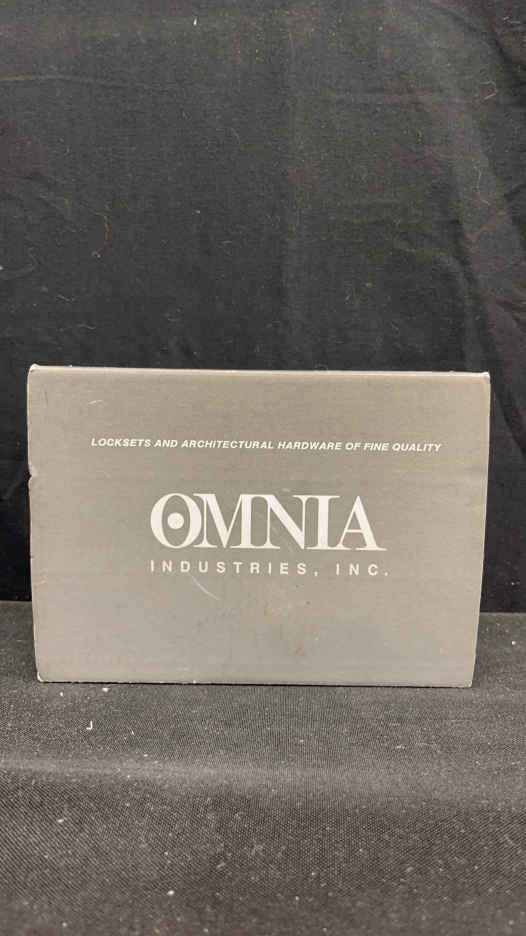 LOCKSETS AND ARCHITECTURAL HARDWARE OF FINE QUALITY
OMNIA
INDUSTRIES, INC.